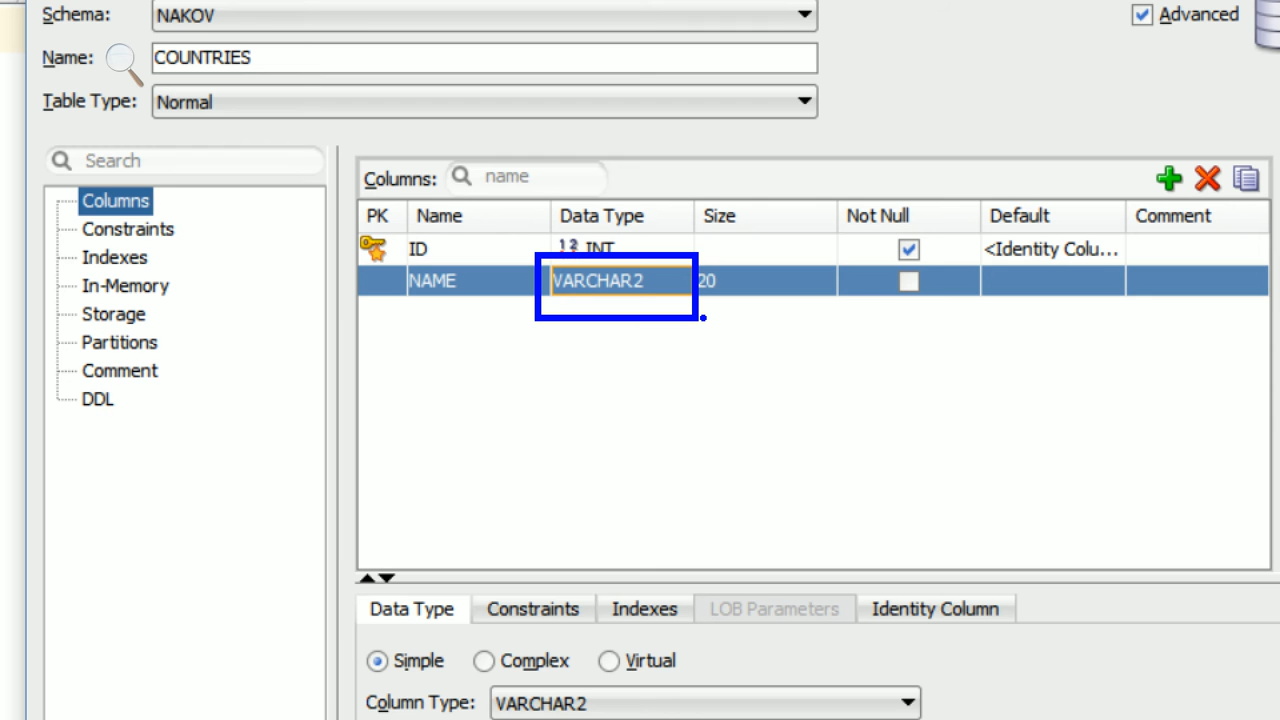 Schema: NAKOV Advanced
Name: COUNTRIES
Table Type: Normal
Search
Columns
Constraints
Indexes
In-Memory
Storage
Partitions
Comment
DDL
Columns: name
PK Name Data Type Size Not Null Default Comment
ID INT <Identity Colu...
NAME VARCHAR2 20
Data Type Constraints Indexes LOB Parameters Identity Column
Simple Complex Virtual
Column Type: VARCHAR2